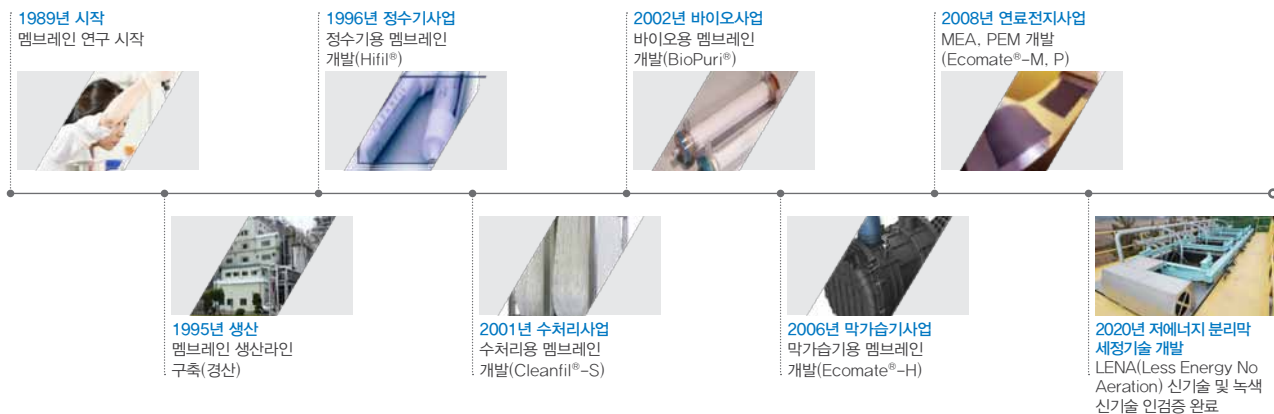 1989년 시작
멤브레인 연구 시작
1996년 정수기사업
정수기용 멤브레인
개발(Hifil®)
2002년 바이오사업
바이오용 멤브레인
개발(BioPuri®)
2008년 연료전지사업
MEA, PEM 개발
(Ecomate®-M, P)
1995년 생산
멤브레인 생산라인
구축(경산)
2001년 수처리사업
수처리용 멤브레인
개발(Cleanfil®-S)
2006년 막가습기사업
막가습기용 멤브레인
개발(Ecomate®-H)
2020년 저에너지 분리막
세정기술 개발
LENA(Less Energy No
Aeration) 신기술 및 녹색
신기술 인검증 완료